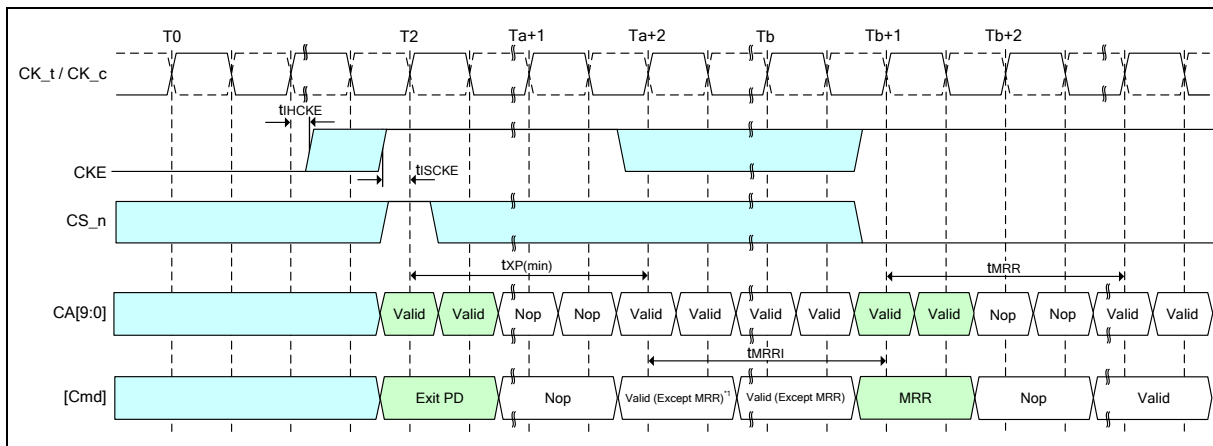 T0 T2 Ta+1 Ta+2 Tb Tb+1 Tb+2
CK_t / CK_c
tIHCKE
CKE
tISCKE
CS_n
tXP(min) tMRR
CA[9:0] Valid Valid Nop Nop Valid Valid Valid Valid Valid Valid Nop Nop Valid Valid
tMRRI
[Cmd] Exit PD Nop Valid (Except MRR)*1 Valid (Except MRR) MRR Nop Valid